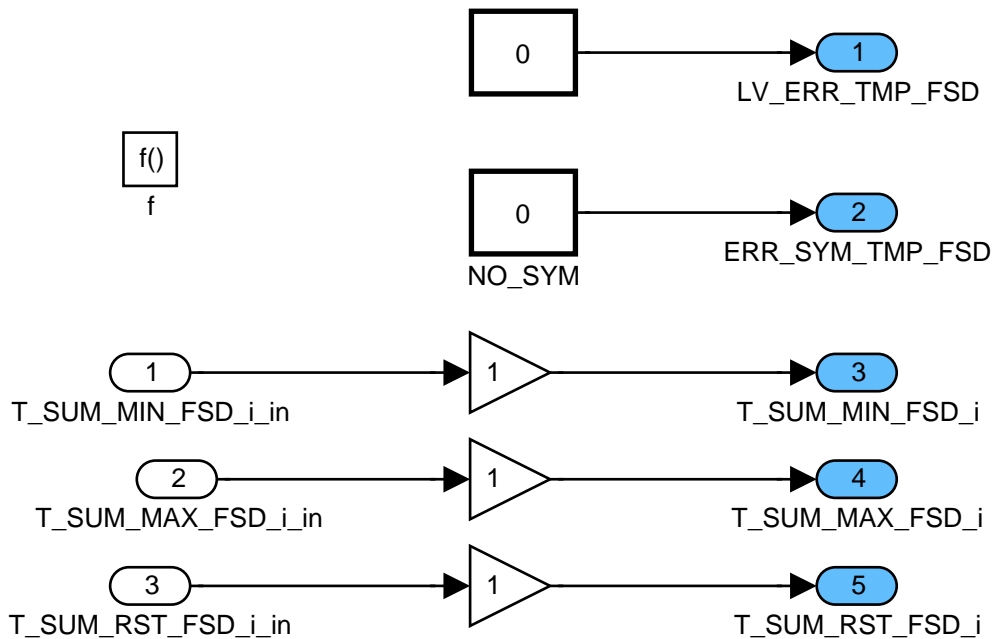 0
1
LV_ERR_TMP_FSD
f()
f
0
2
NO_SYM
ERR_SYM_TMP_FSD
1
1
3
T_SUM_MIN_FSD_i_in
T_SUM_MIN_FSD_i
2
1
4
T_SUM_MAX_FSD_i_in
T_SUM_MAX_FSD_i
3
1
5
T_SUM_RST_FSD_i_in
T_SUM_RST_FSD_i